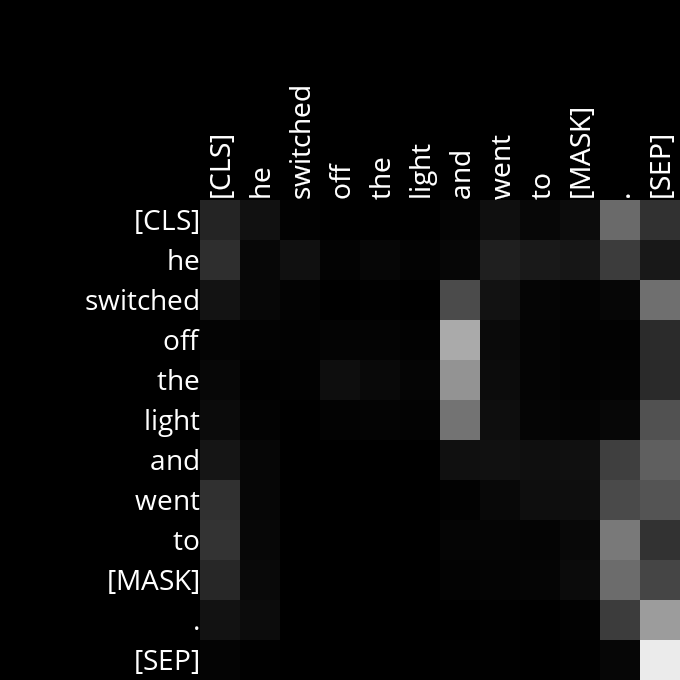 [CLS] he switched off the light and went to [MASK] . [SEP]
[CLS]
he
switched
off
the
light
and
went
to
[MASK]
.
[SEP]